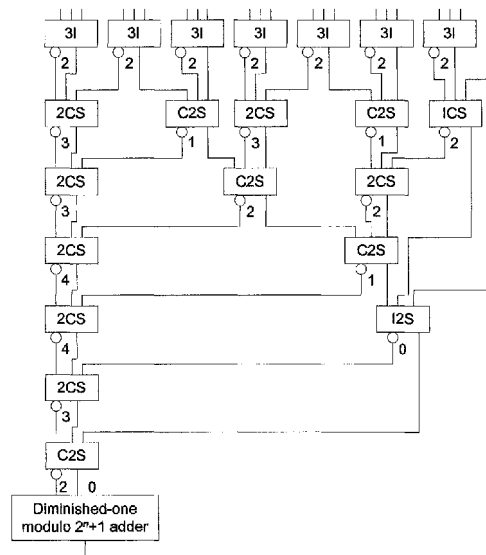 3I 3I 3I 3I 3I 3I 3I
2 2 2 2 2 2 2
2CS C2S 2CS C2S ICS
3 1 3 1 2
2CS C2S 2CS
3 2 2
2CS C2S
4 1
2CS I2S
4 0
2CS
3
C2S
2 0
Diminished-one
modulo 2ⁿ+1 adder